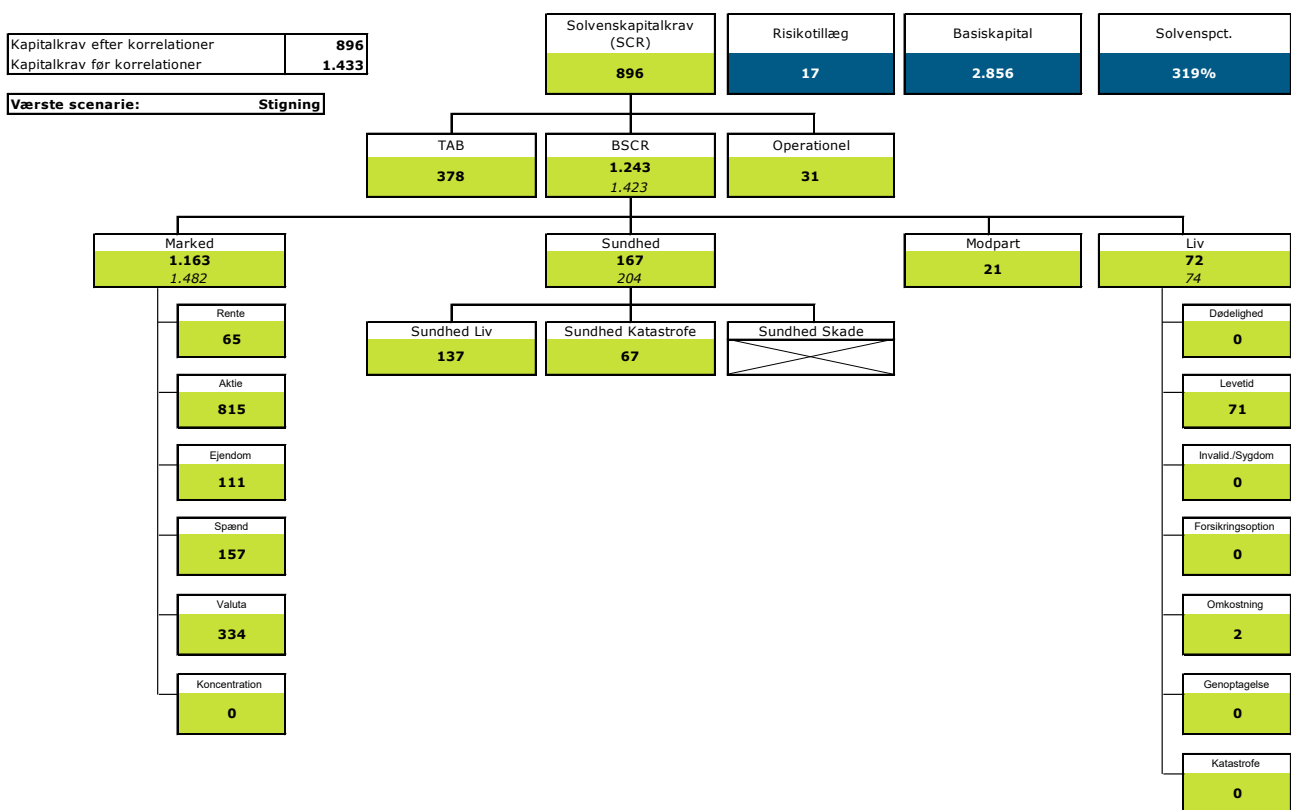 Kapitalkrav efter korrelationer 896
Kapitalkrav før korrelationer 1.433
Værste scenarie: Stigning
Solvenskapitalkrav
(SCR)
896
Risikotillæg
17
Basiskapital
2.856
Solvenspct.
319%
TAB
378
BSCR
1.243
1.423
Operationel
31
Marked
1.163
1.482
Sundhed
167
204
Modpart
21
Liv
72
74
Rente
65
Aktie
815
Ejendom
111
Spænd
157
Valuta
334
Koncentration
0
Sundhed Liv
137
Sundhed Katastrofe
67
Sundhed Skade
Dødelighed
0
Levetid
71
Invalid./Sygdom
0
Forsikringsoption
0
Omkostning
2
Genoptagelse
0
Katastrofe
0